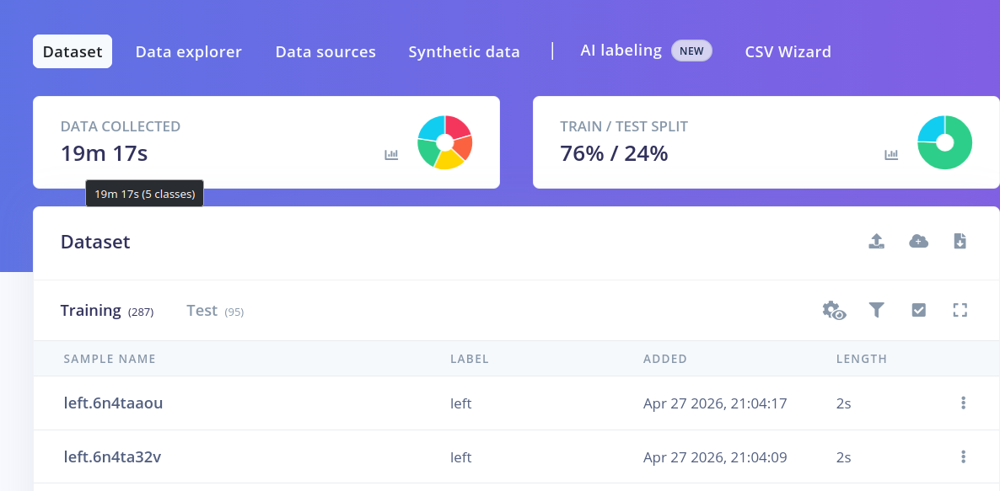 Dataset Data explorer Data sources Synthetic data | AI labeling NEW CSV Wizard
DATA COLLECTED
19m 17s
TRAIN / TEST SPLIT
76% / 24%
19m 17s (5 classes)
Dataset
Training (287) Test (95)
SAMPLE NAME LABEL ADDED LENGTH
left.6n4taaou left Apr 27 2026, 21:04:17 2s
left.6n4ta32v left Apr 27 2026, 21:04:09 2s